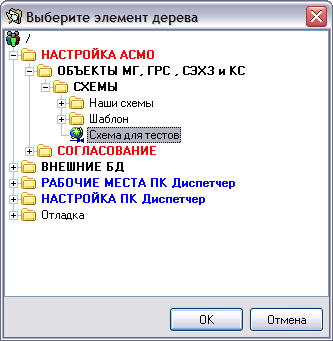 Выберите элемент дерева
/
НАСТРОЙКА АСМО
ОБЪЕКТЫ МГ, ГРС , СЭХЗ и КС
СХЕМЫ
Наши схемы
Шаблон
Схема для тестов
СОГЛАСОВАНИЕ
ВНЕШНИЕ БД
РАБОЧИЕ МЕСТА ПК Диспетчер
НАСТРОЙКА ПК Диспетчер
Отладка
OK Отмена